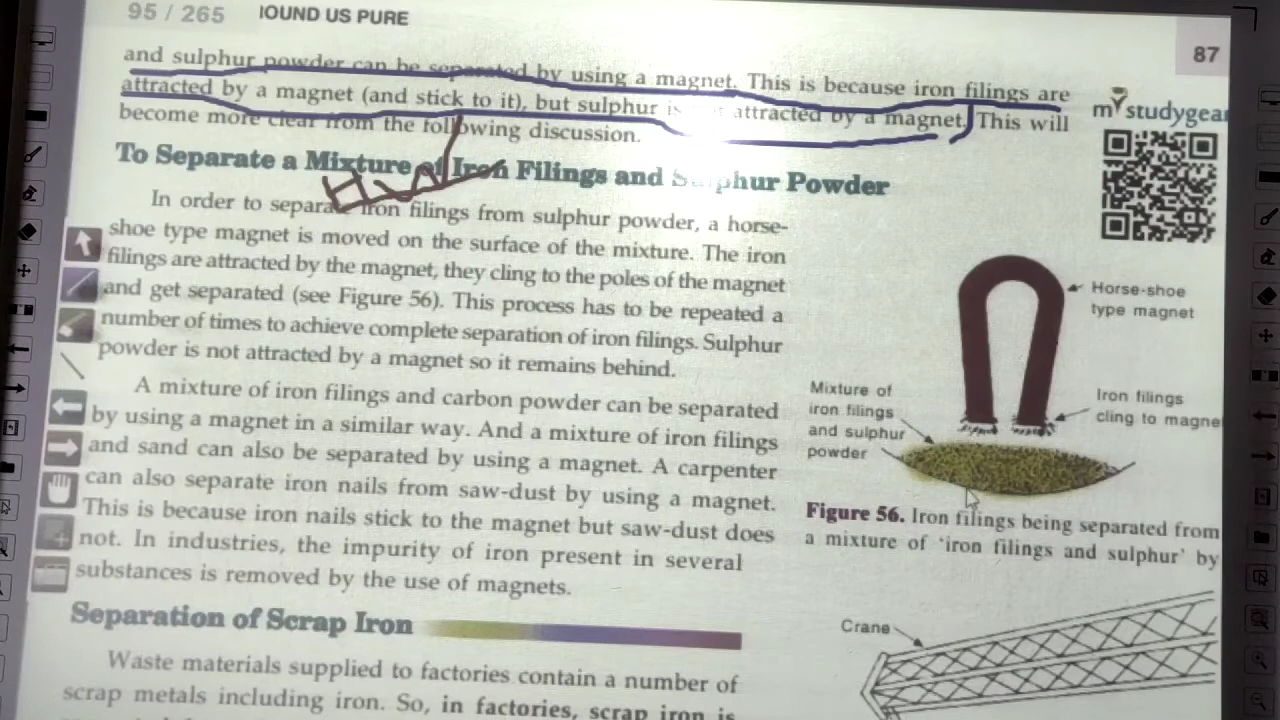 95 / 265
OUND US PURE
87
and sulphur powder can be separated by using a magnet. This is because iron filings are
attracted by a magnet (and stick to it), but sulphur is attracted by a magnet. This will
become more clear from the following discussion.
my studygear
To Separate a Mixture of Iron Filings and Sulphur Powder
In order to separate iron filings from sulphur powder, a horse-
shoe type magnet is moved on the surface of the mixture. The iron
filings are attracted by the magnet, they cling to the poles of the magnet
and get separated (see Figure 56). This process has to be repeated a
number of times to achieve complete separation of iron filings. Sulphur
powder is not attracted by a magnet so it remains behind.
A mixture of iron filings and carbon powder can be separated
by using a magnet in a similar way. And a mixture of iron filings
and sand can also be separated by using a magnet. A carpenter
can also separate iron nails from saw-dust by using a magnet.
This is because iron nails stick to the magnet but saw-dust does
not. In industries, the impurity of iron present in several
substances is removed by the use of magnets.
Horse-shoe
type magnet
Mixture of
iron filings
and sulphur
powder
Iron filings
cling to magne
Figure 56. Iron filings being separated from
a mixture of 'iron filings and sulphur' by
Separation of Scrap Iron
Waste materials supplied to factories contain a number of
scrap metals including iron. So, in factories, scrap iron is
Crane